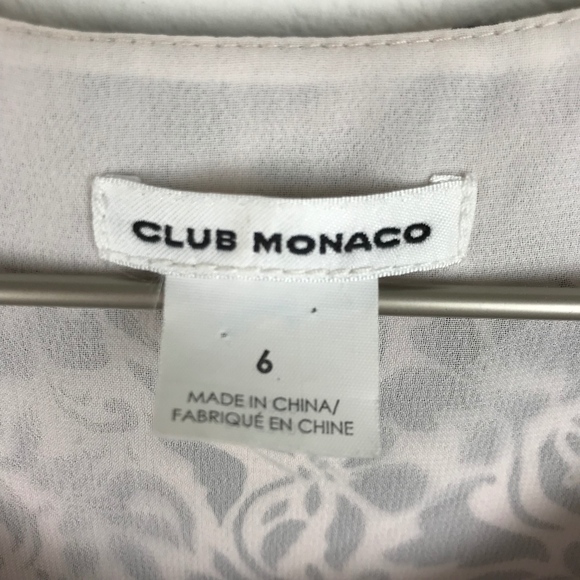 CLUB MONACO
6
MADE IN CHINA/
FABRIQUÉ EN CHINE